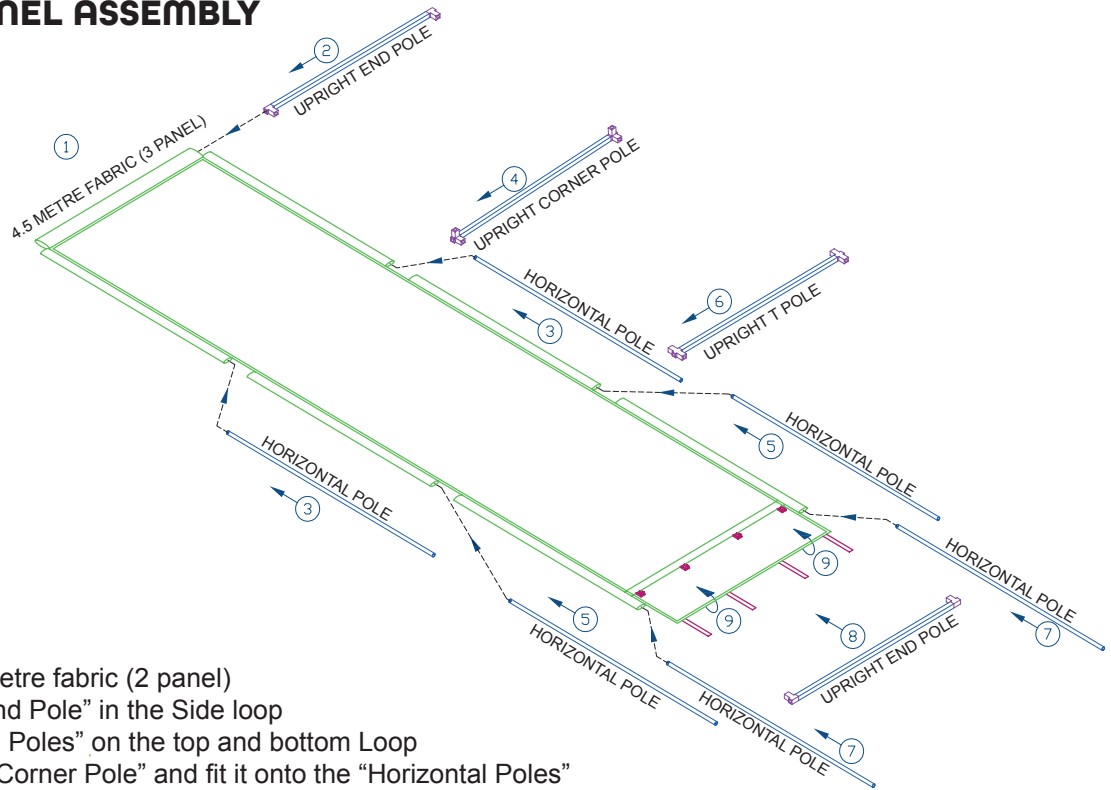 NEL ASSEMBLY
2
UPRIGHT END POLE
1
4.5 METRE FABRIC (3 PANEL)
4
UPRIGHT CORNER POLE
HORIZONTAL POLE
3
6
UPRIGHT T POLE
HORIZONTAL POLE
5
HORIZONTAL POLE
3
9
HORIZONTAL POLE
7
9
8
UPRIGHT END POLE
5
HORIZONTAL POLE
HORIZONTAL POLE
7
etre fabric (2 panel)
nd Pole” in the Side loop
Poles” on the top and bottom Loop
Corner Pole” and fit it onto the “Horizontal Poles”